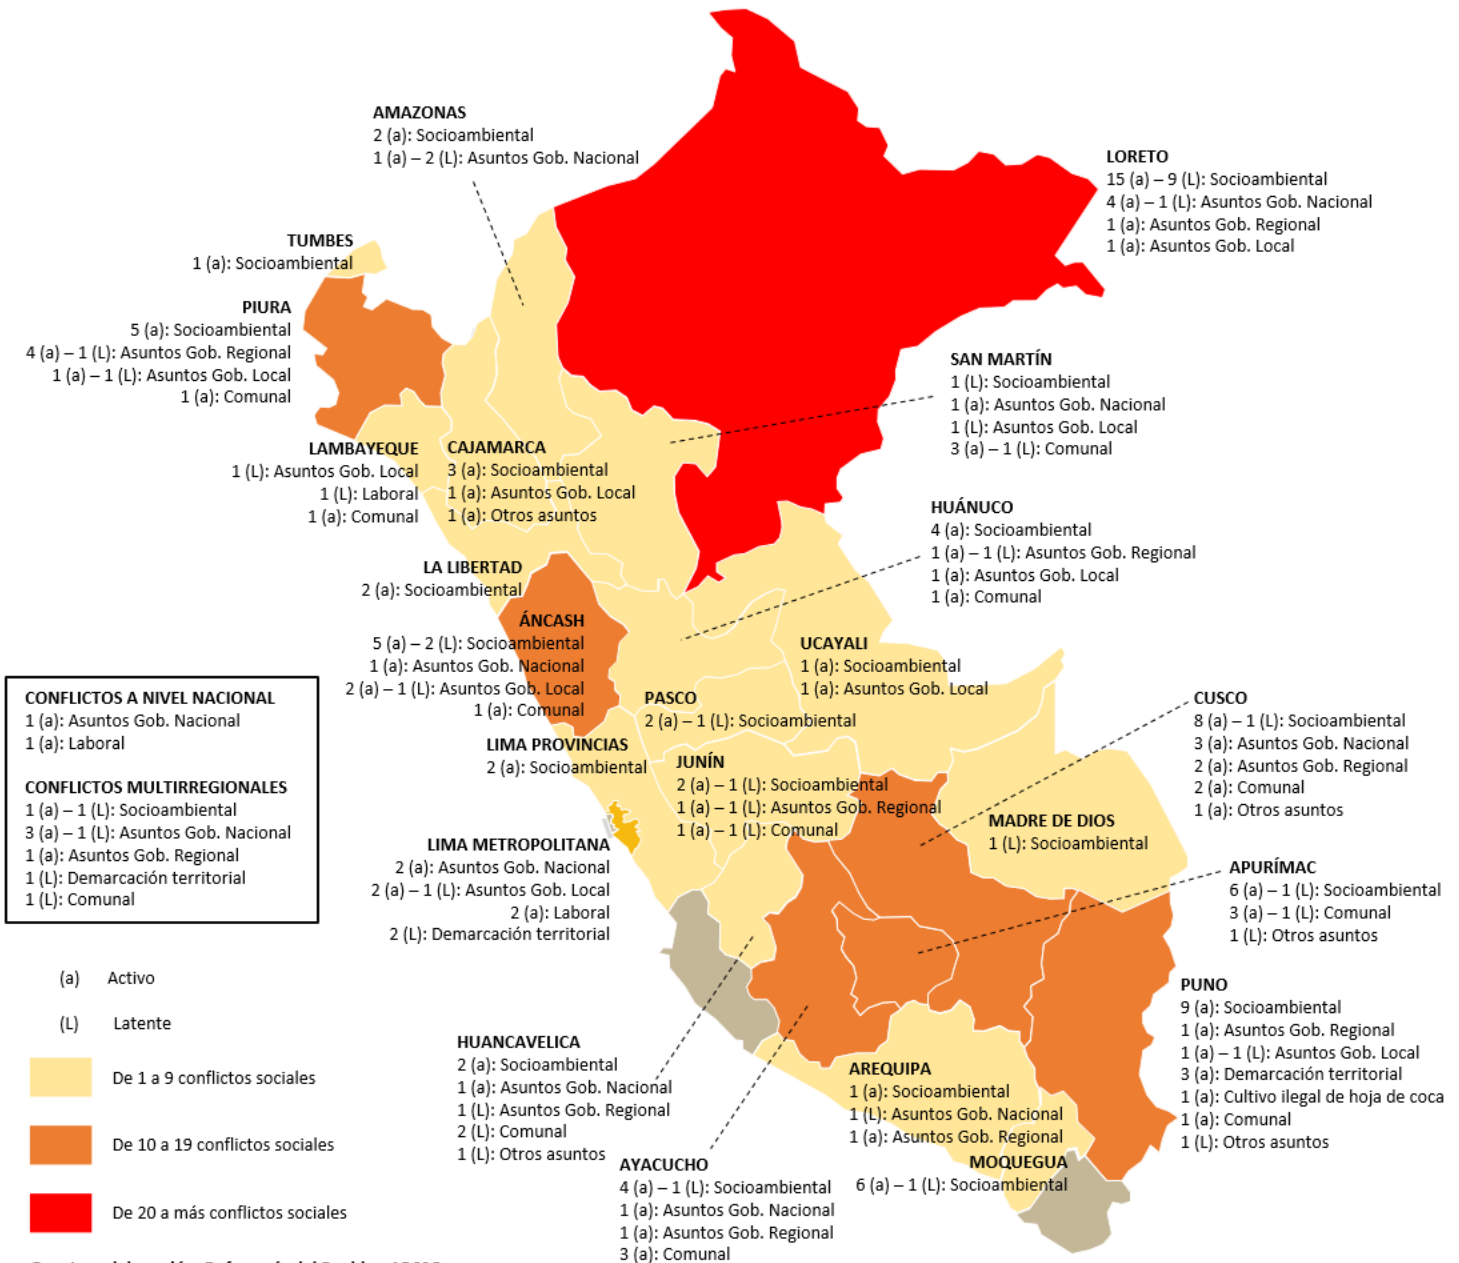 AMAZONAS
2 (a): Socioambiental
1 (a) – 2 (L): Asuntos Gob. Nacional
LORETO
15 (a) – 9 (L): Socioambiental
4 (a) – 1 (L): Asuntos Gob. Nacional
1 (a): Asuntos Gob. Regional
1 (a): Asuntos Gob. Local
TUMBES
1 (a): Socioambiental
PIURA
5 (a): Socioambiental
4 (a) – 1 (L): Asuntos Gob. Regional
1 (a) – 1 (L): Asuntos Gob. Local
1 (a): Comunal
SAN MARTÍN
1 (L): Socioambiental
1 (a): Asuntos Gob. Nacional
1 (L): Asuntos Gob. Local
3 (a) – 1 (L): Comunal
LAMBAYEQUE
1 (L): Asuntos Gob. Local
1 (L): Laboral
1 (a): Comunal
CAJAMARCA
3 (a): Socioambiental
1 (a): Asuntos Gob. Local
1 (a): Otros asuntos
HUÁNUCO
4 (a): Socioambiental
1 (a) – 1 (L): Asuntos Gob. Regional
1 (a): Asuntos Gob. Local
1 (a): Comunal
LA LIBERTAD
2 (a): Socioambiental
ÁNCASH
5 (a) – 2 (L): Socioambiental
1 (a): Asuntos Gob. Nacional
2 (a) – 1 (L): Asuntos Gob. Local
1 (a): Comunal
UCAYALI
1 (a): Socioambiental
1 (a): Asuntos Gob. Local
PASCO
2 (a) – 1 (L): Socioambiental
CUSCO
8 (a) – 1 (L): Socioambiental
3 (a): Asuntos Gob. Nacional
2 (a): Asuntos Gob. Regional
2 (a): Comunal
1 (a): Otros asuntos
CONFLICTOS A NIVEL NACIONAL
1 (a): Asuntos Gob. Nacional
1 (a): Laboral
CONFLICTOS MULTIRREGIONALES
1 (a) – 1 (L): Socioambiental
3 (a) – 1 (L): Asuntos Gob. Nacional
1 (a): Asuntos Gob. Regional
1 (L): Demarcación territorial
1 (L): Comunal
LIMA PROVINCIAS
2 (a): Socioambiental
JUNÍN
2 (a) – 1 (L): Socioambiental
1 (a) – 1 (L): Asuntos Gob. Regional
1 (a) – 1 (L): Comunal
MADRE DE DIOS
1 (L): Socioambiental
LIMA METROPOLITANA
2 (a): Asuntos Gob. Nacional
2 (a) – 1 (L): Asuntos Gob. Local
2 (a): Laboral
2 (L): Demarcación territorial
APURÍMAC
6 (a) – 1 (L): Socioambiental
3 (a) – 1 (L): Comunal
1 (L): Otros asuntos
PUNO
9 (a): Socioambiental
1 (a): Asuntos Gob. Regional
1 (a) – 1 (L): Asuntos Gob. Local
3 (a): Demarcación territorial
1 (a): Cultivo ilegal de hoja de coca
1 (a): Comunal
1 (L): Otros asuntos
(a) Activo
(L) Latente
De 1 a 9 conflictos sociales
De 10 a 19 conflictos sociales
De 20 a más conflictos sociales
HUANCAVELICA
2 (a): Socioambiental
1 (a): Asuntos Gob. Nacional
1 (L): Asuntos Gob. Regional
2 (L): Comunal
1 (L): Otros asuntos
AREQUIPA
1 (a): Socioambiental
1 (L): Asuntos Gob. Nacional
1 (a): Asuntos Gob. Regional
MOQUEGUA
6 (a) – 1 (L): Socioambiental
AYACUCHO
4 (a) – 1 (L): Socioambiental
1 (a): Asuntos Gob. Nacional
1 (a): Asuntos Gob. Regional
3 (a): Comunal